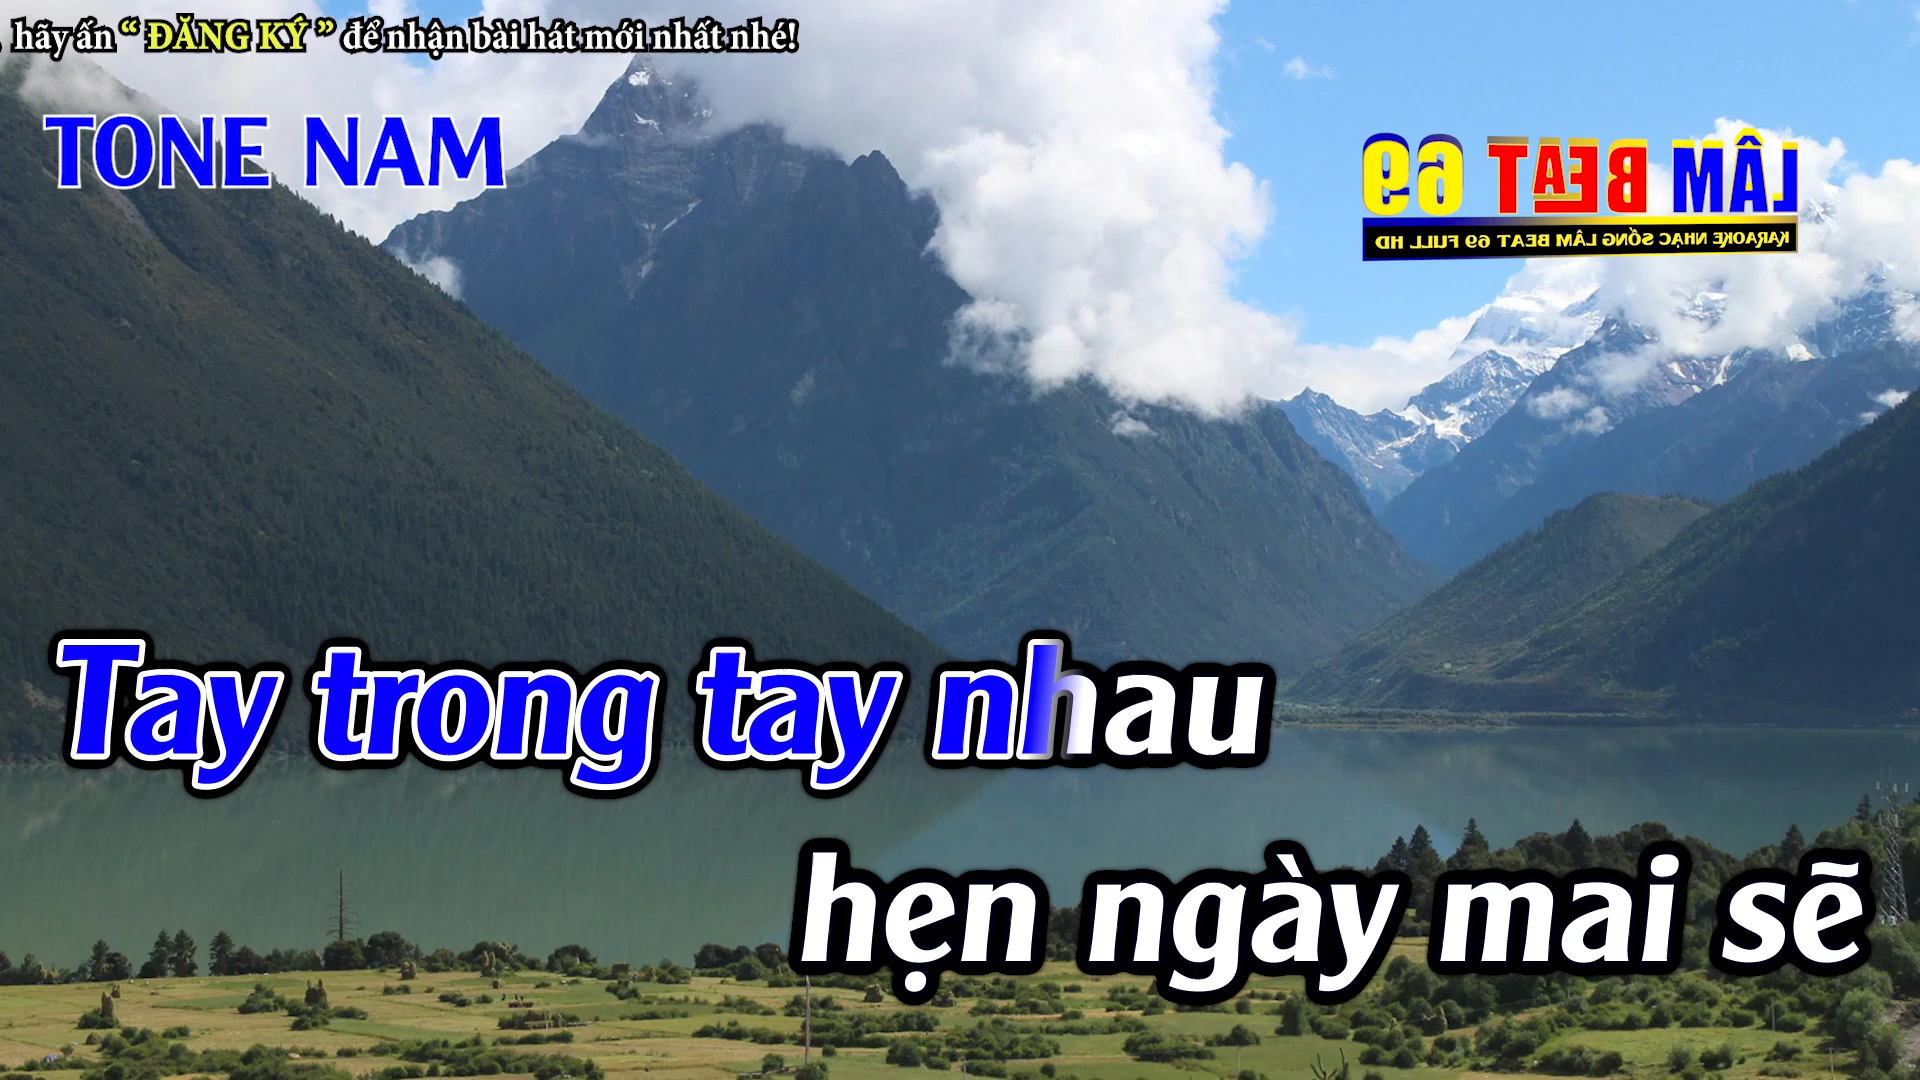 hãy ấn “ ĐĂNG KÝ ” để nhận bài hát mới nhất nhé!
TONE NAM
LÂM BEAT 69
KARAOKE NHẠC SỐNG LÂM BEAT 69 FULL HD
Tay trong tay nhau
hẹn ngày mai sẽ